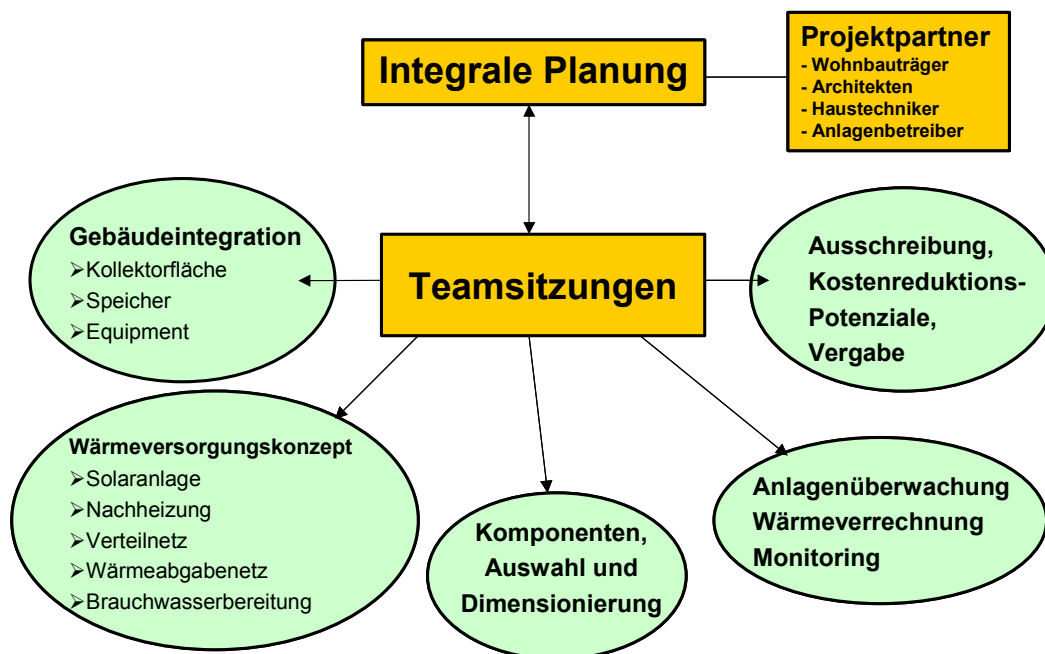 Integrale Planung
Projektpartner
- Wohnbauträger
- Architekten
- Haustechniker
- Anlagenbetreiber
Teamsitzungen
Gebäudeintegration
➢Kollektorfläche
➢Speicher
➢Equipment
Ausschreibung,
Kostenreduktions-
Potenziale,
Vergabe
Wärmeversorgungskonzept
➢Solaranlage
➢Nachheizung
➢Verteilnetz
➢Wärmeabgabenetz
➢Brauchwasserbereitung
Komponenten,
Auswahl und
Dimensionierung
Anlagenüberwachung
Wärmeverrechnung
Monitoring